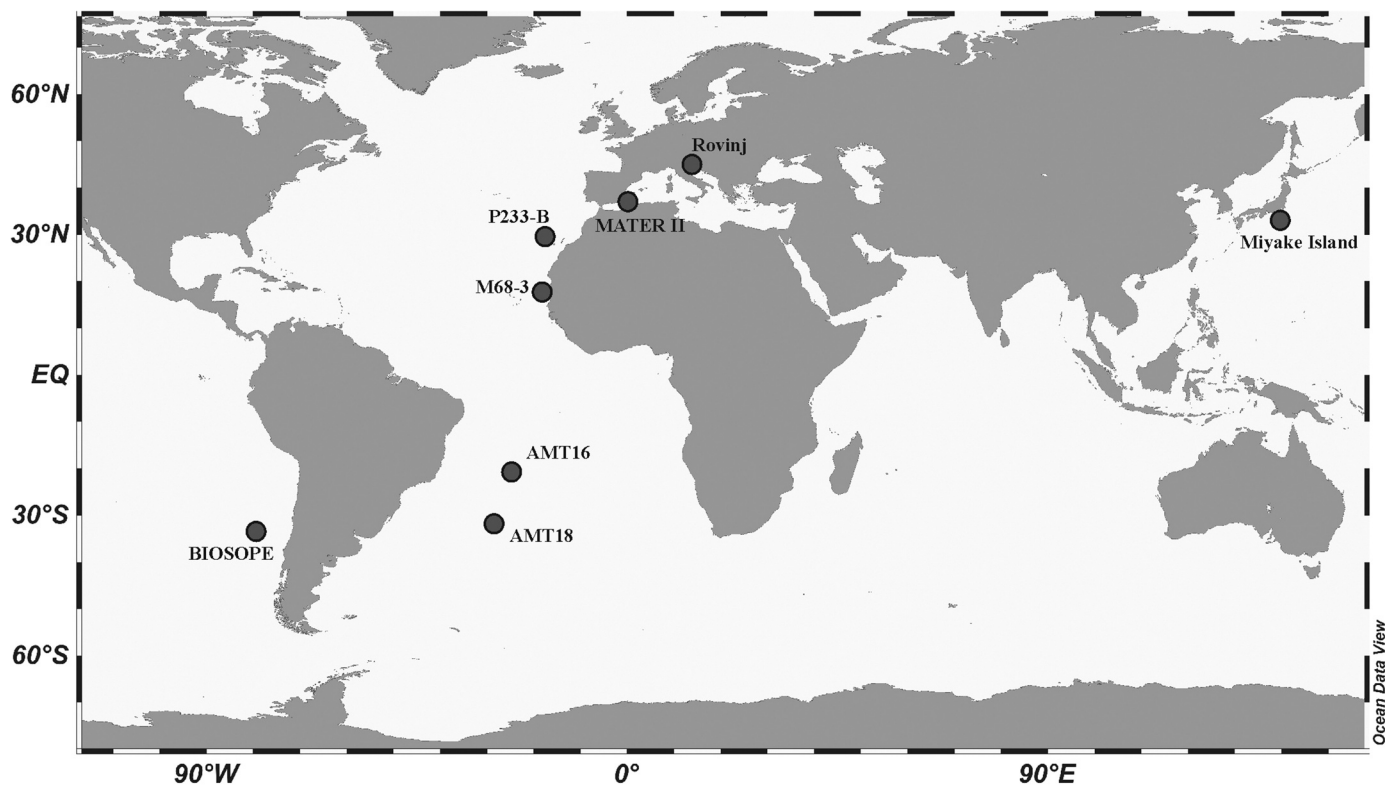 60°N
Rovinj
P233-B
MATER II
30°N
Miyake Island
M68-3
EQ
AMT16
30°S
AMT18
BIOSOPE
60°S
Ocean Data View
90°W
0°
90°E